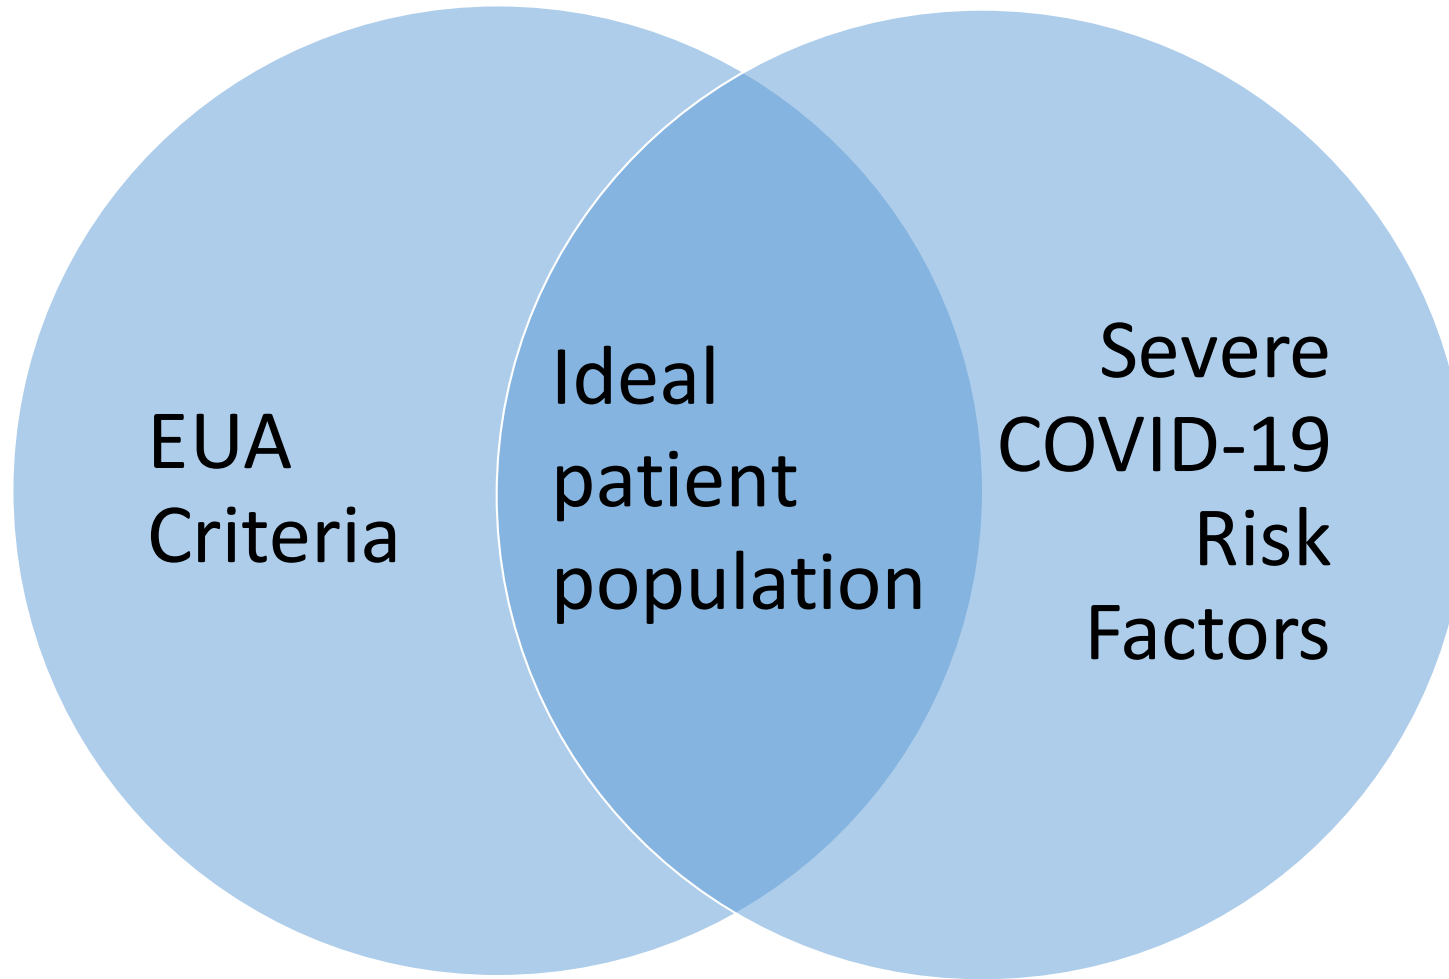 EUA
Criteria
Ideal
patient
population
Severe
COVID-19
Risk
Factors